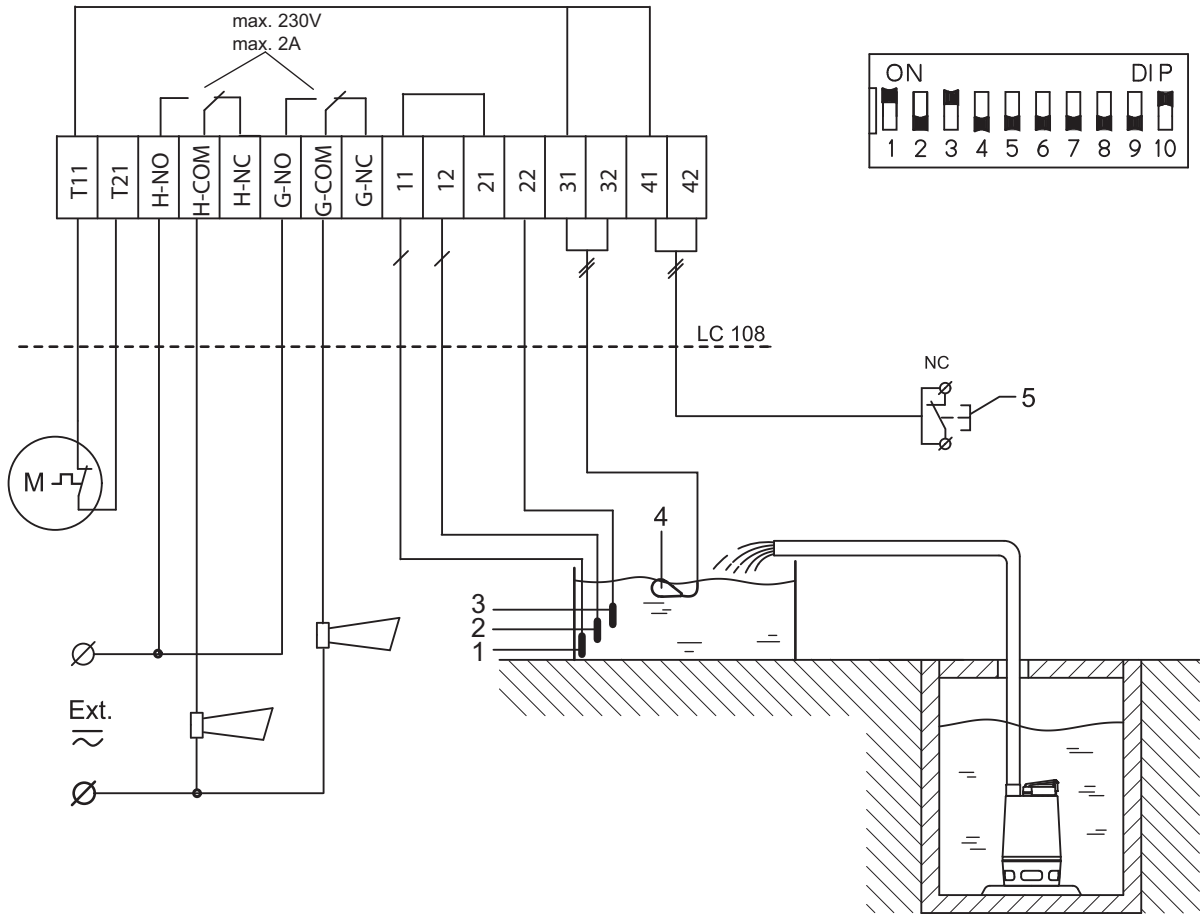 max. 230V
max. 2A
ON DIP
1 2 3 4 5 6 7 8 9 10
T11 T21 H-NO H-COM H-NC G-NO G-COM G-NC 11 12 21 22 31 32 41 42
LC 108
NC
5
M
4
3
2
1
Ext.